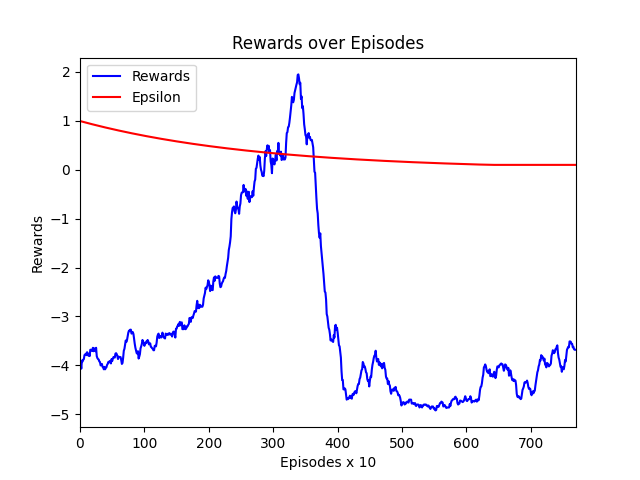 Rewards over Episodes
Rewards
Epsilon
2
1
0
−1
−2
−3
−4
−5
Rewards
0 100 200 300 400 500 600 700
Episodes x 10